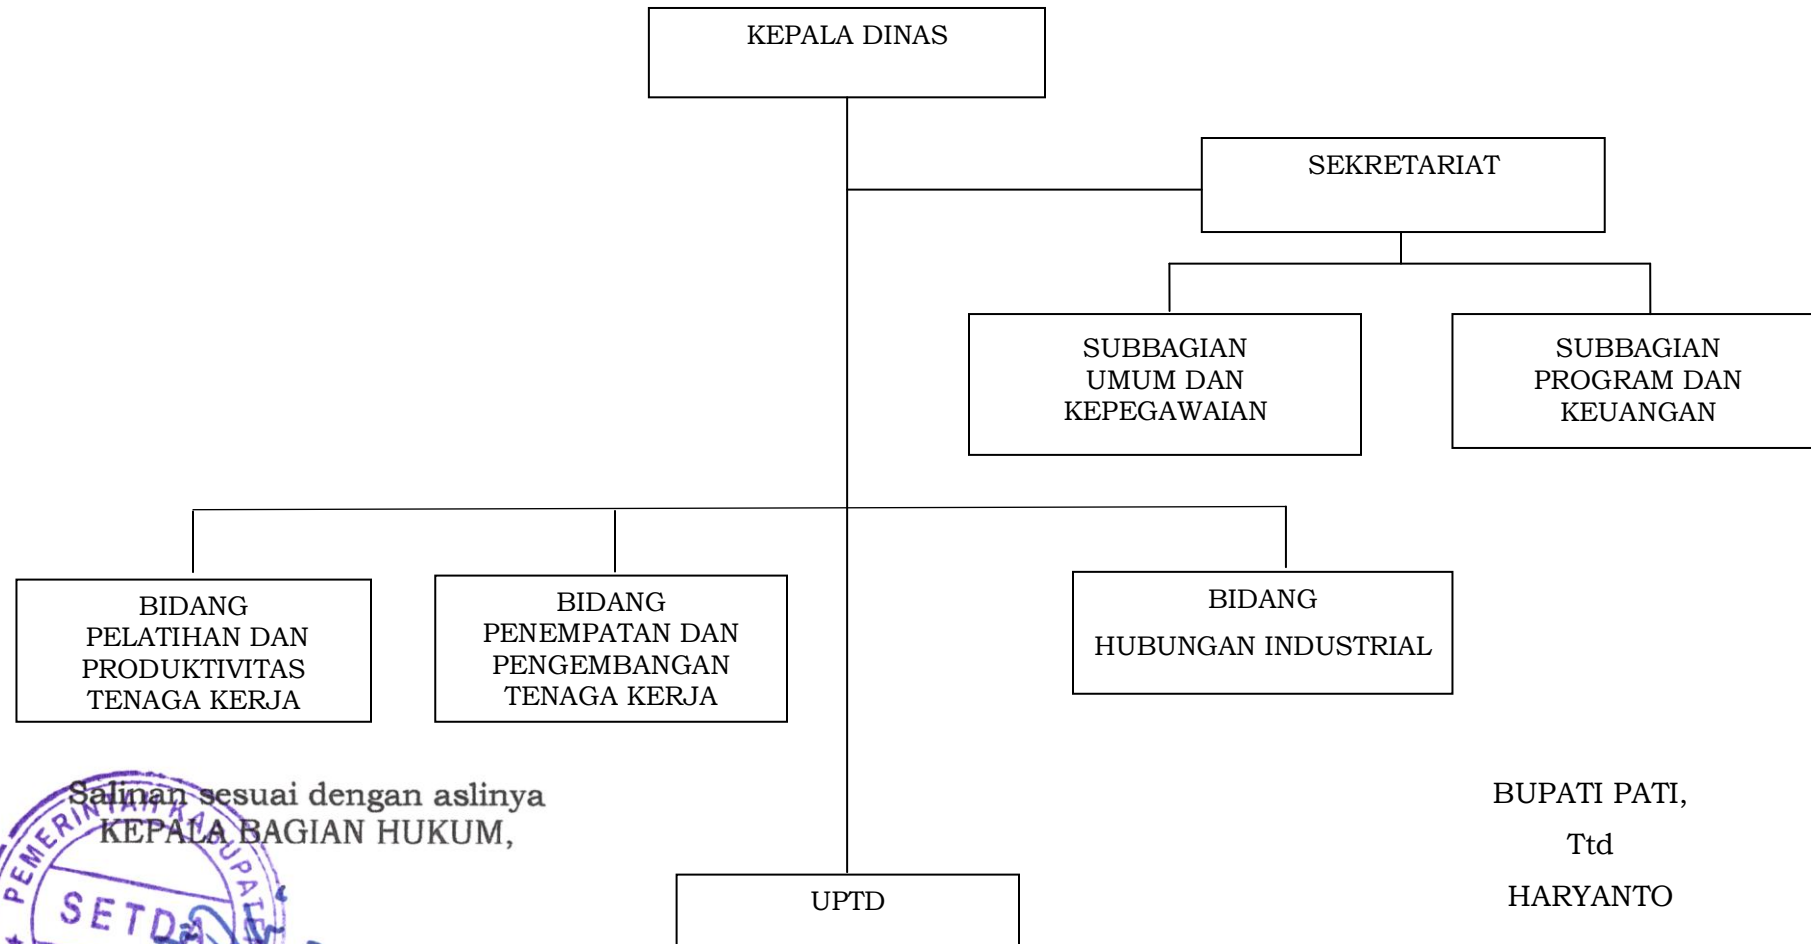 KEPALA DINAS
SEKRETARIAT
SUBBAGIAN
UMUM DAN
KEPEGAWAIAN
SUBBAGIAN
PROGRAM DAN
KEUANGAN
BIDANG
PELATIHAN DAN
PRODUKTIVITAS
TENAGA KERJA
BIDANG
PENEMPATAN DAN
PENGEMBANGAN
TENAGA KERJA
BIDANG
HUBUNGAN INDUSTRIAL
Salinan sesuai dengan aslinya
KEPALA BAGIAN HUKUM,
PEMERINTAH KABUPATEN
SETDA
UPTD
BUPATI PATI,
Ttd
HARYANTO